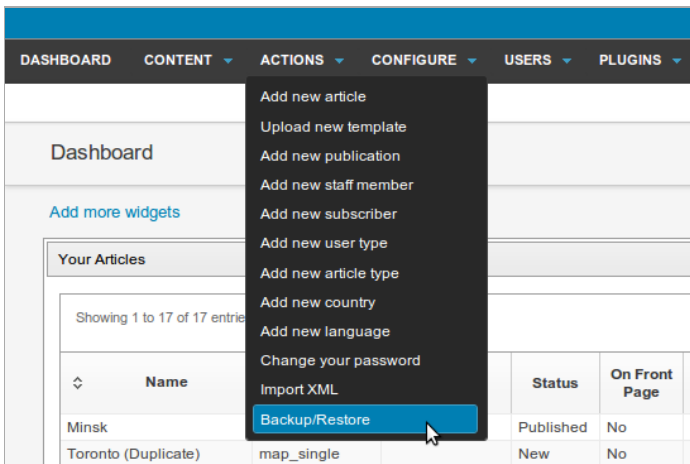 DASHBOARD CONTENT ACTIONS CONFIGURE USERS PLUGINS
Add new article
Upload new template
Dashboard
Add new publication
Add new staff member
Add more widgets
Add new subscriber
Add new user type
Your Articles
Add new article type
Add new country
Showing 1 to 17 of 17 entrie
Add new language
Change your password
Name
Status
On Front
Page
Import XML
Backup/Restore
Minsk Published No
Toronto (Duplicate) map_single New No